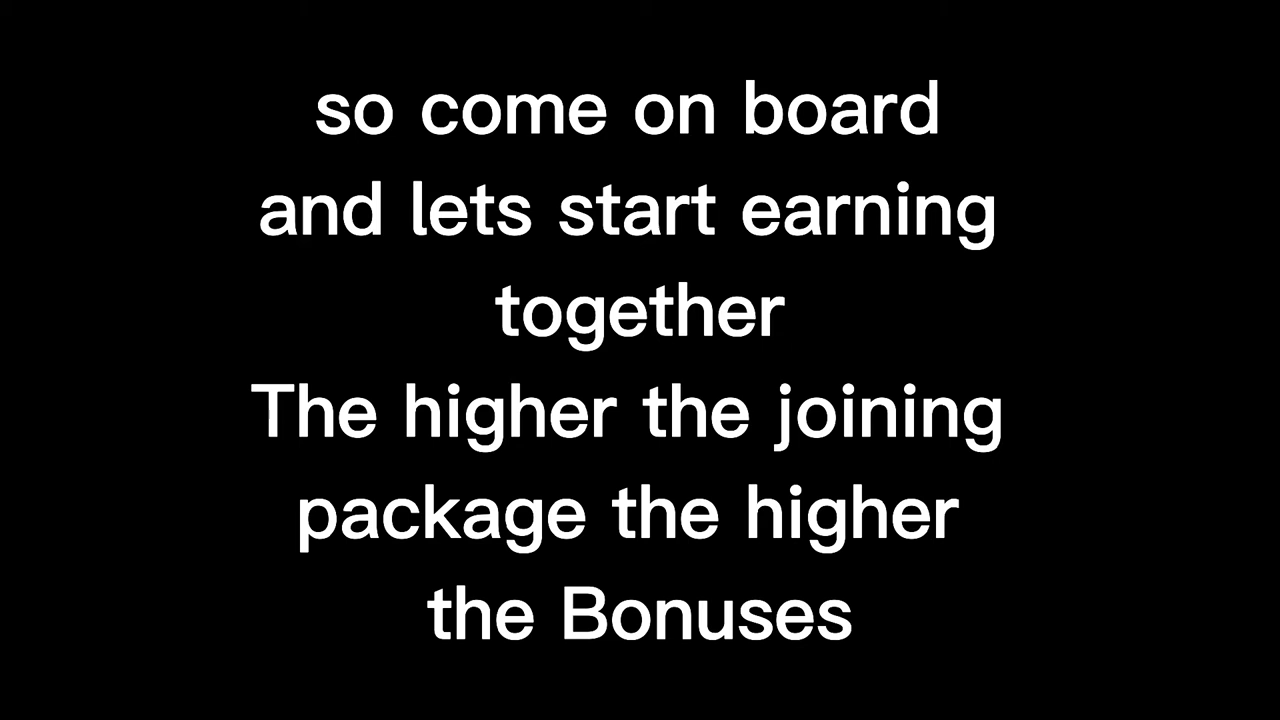 so come on board
and lets start earning
together
The higher the joining
package the higher
the Bonuses